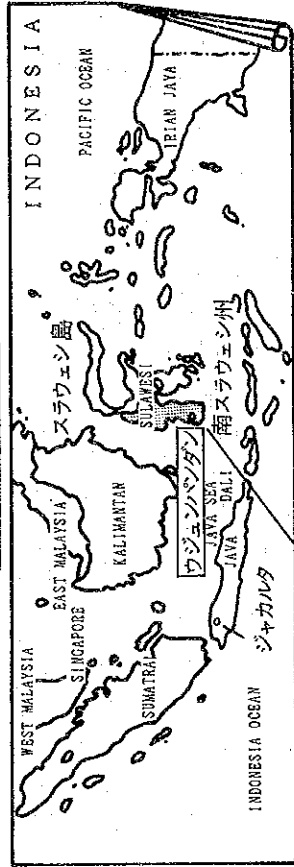 INDONESIA
PACIFIC OCEAN
IRIAN JAYA
スラウェシ島
SULAWESI
南スラウェシ州
ウジュンパンダン
EAST MALAYSIA
KALIMANTAN
WEST MALAYSIA
SINGAPORE
SUMATRAL
JAVA SEA
DALI
JAVA
ジャカルタ
INDONESIA OCEAN